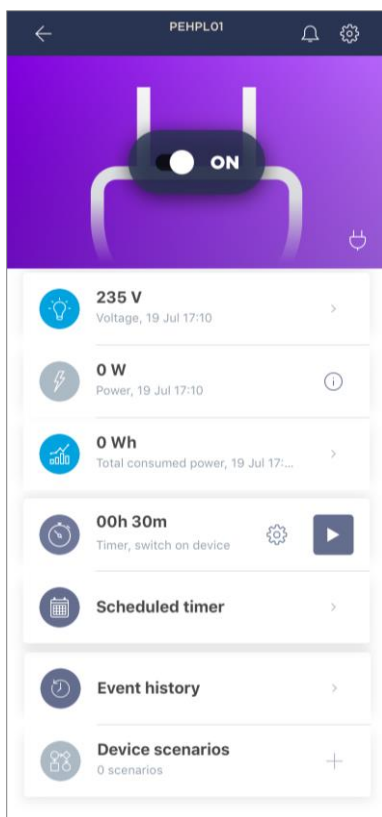 PEHPL01
ON
235 V
Voltage, 19 Jul 17:10
0 W
Power, 19 Jul 17:10
0 Wh
Total consumed power, 19 Jul 17:...
00h 30m
Timer, switch on device
Scheduled timer
Event history
Device scenarios
0 scenarios